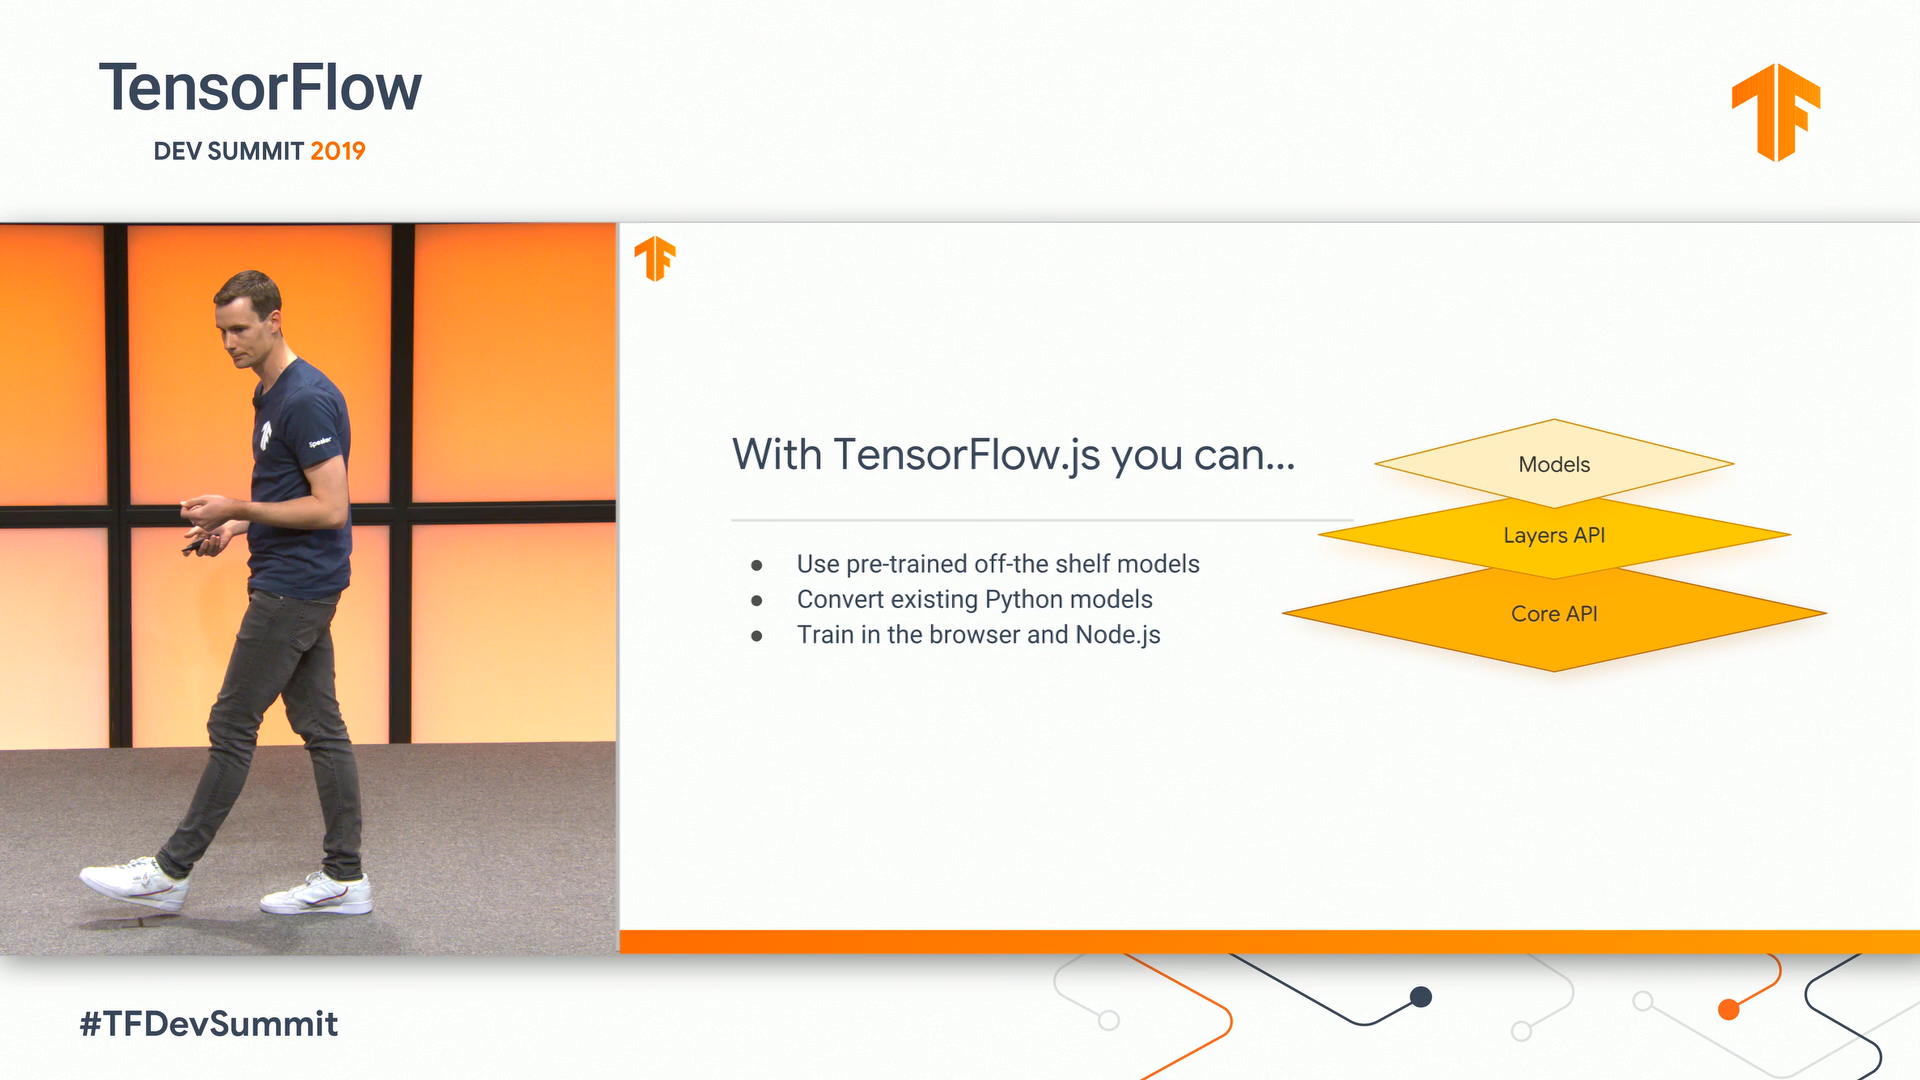 TensorFlow
DEV SUMMIT 2019
Speaker
With TensorFlow.js you can...
Use pre-trained off-the shelf models
Convert existing Python models
Train in the browser and Node.js
Models
Layers API
Core API
#TFDevSummit